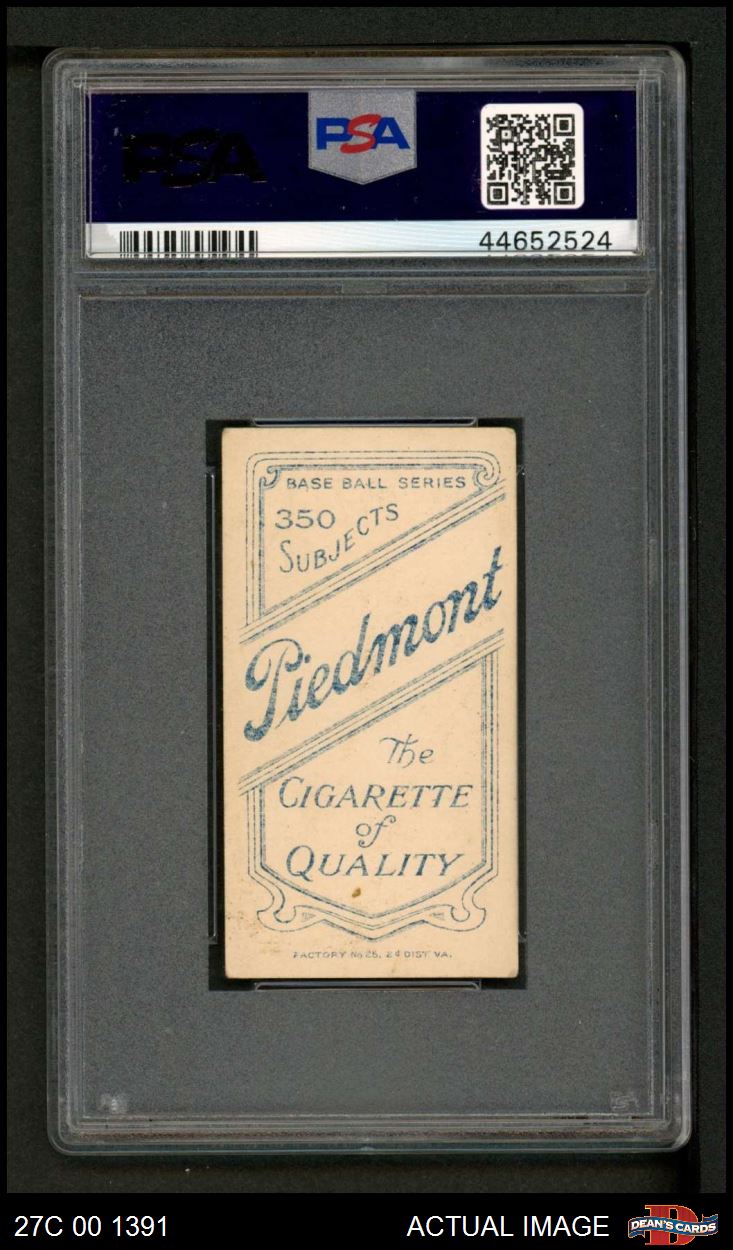 PSA
PSA
44652524
BASE BALL SERIES
350
SUBJECTS
Piedmont
The
CIGARETTE
of
QUALITY
FACTORY No 25, 2d DIST. VA.
27C 00 1391
ACTUAL IMAGE
DEAN'S CARDS